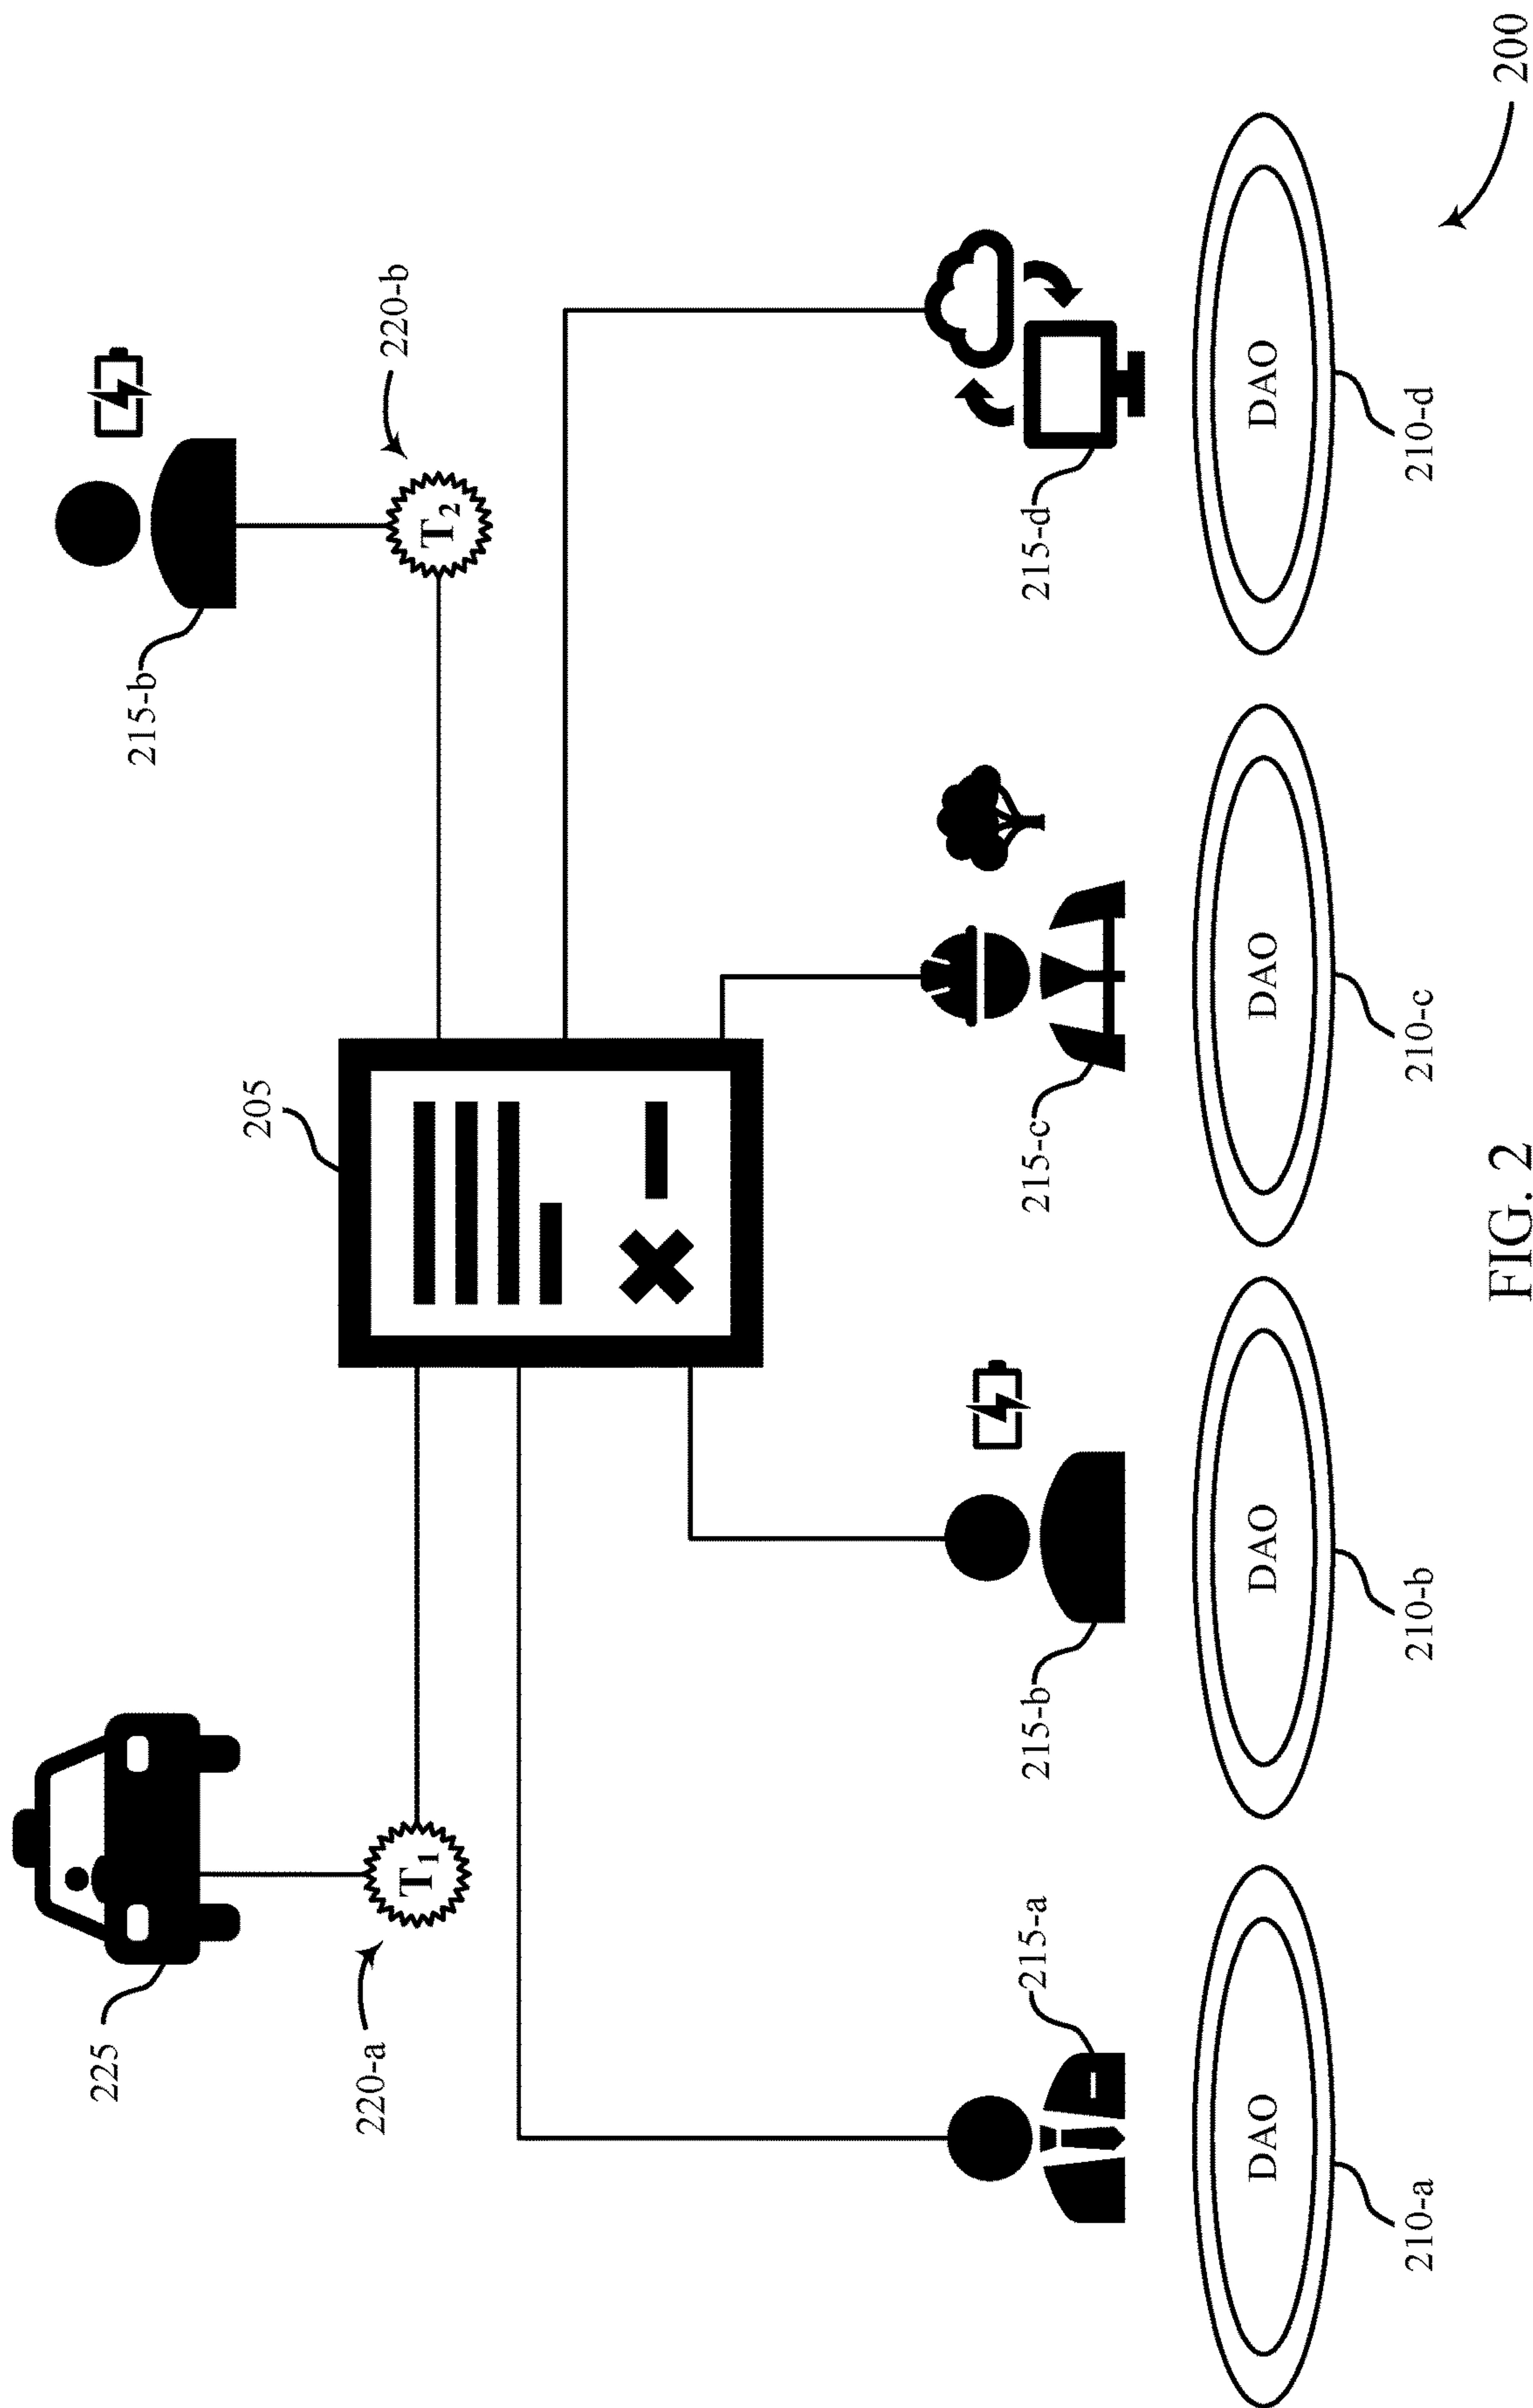 225
T1
220-a
205
215-b
T2
220-b
215-a
215-b
215-c
215-d
DAO
DAO
DAO
DAO
210-a
210-b
210-c
210-d
200
FIG. 2